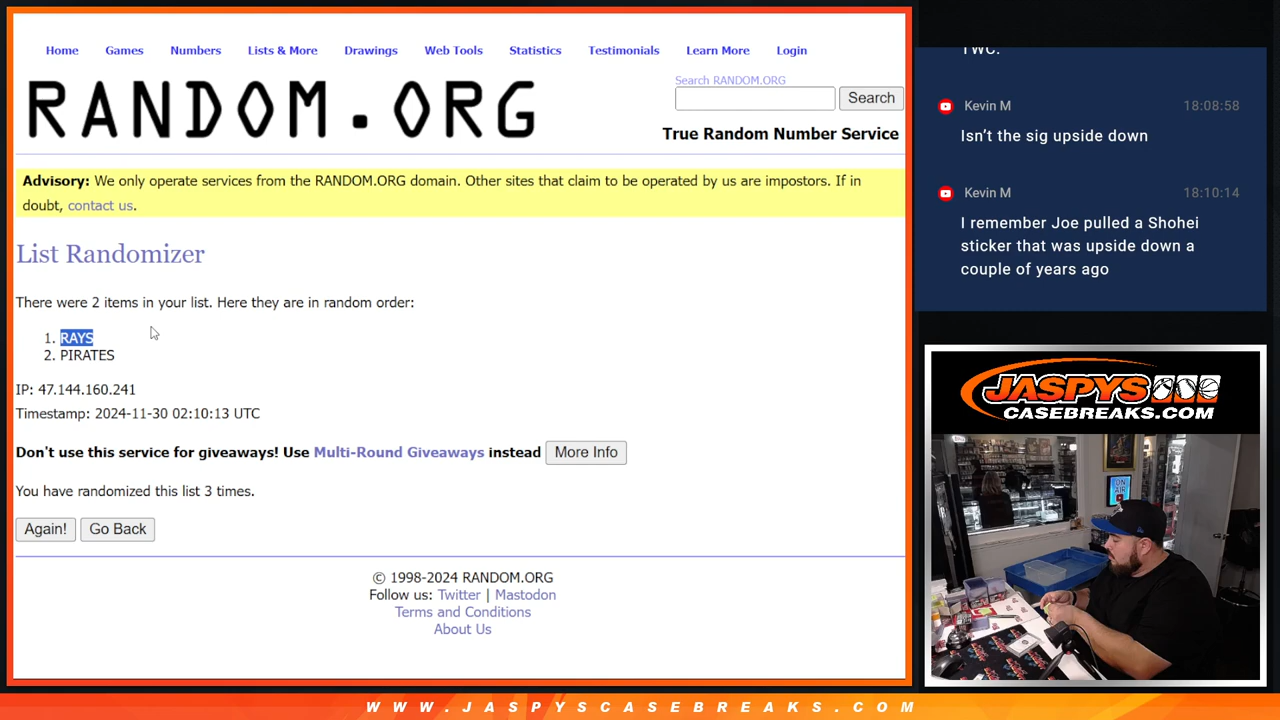 Home Games Numbers Lists & More Drawings Web Tools Statistics Testimonials Learn More Login
RANDOM.ORG
Search RANDOM.ORG
Search
True Random Number Service
Advisory: We only operate services from the RANDOM.ORG domain. Other sites that claim to be operated by us are impostors. If in
doubt, contact us.
List Randomizer
There were 2 items in your list. Here they are in random order:
1. RAYS
2. PIRATES
IP: 47.144.160.241
Timestamp: 2024-11-30 02:10:13 UTC
Don't use this service for giveaways! Use Multi-Round Giveaways instead More Info
You have randomized this list 3 times.
Again! Go Back
© 1998-2024 RANDOM.ORG
Follow us: Twitter | Mastodon
Terms and Conditions
About Us
TWC.
Kevin M 18:08:58
Isn't the sig upside down
Kevin M 18:10:14
I remember Joe pulled a Shohei
sticker that was upside down a
couple of years ago
JASPYS
CASEBREAKS.COM
ON
AIR
WWW.JASPYSCASEBREAKS.COM